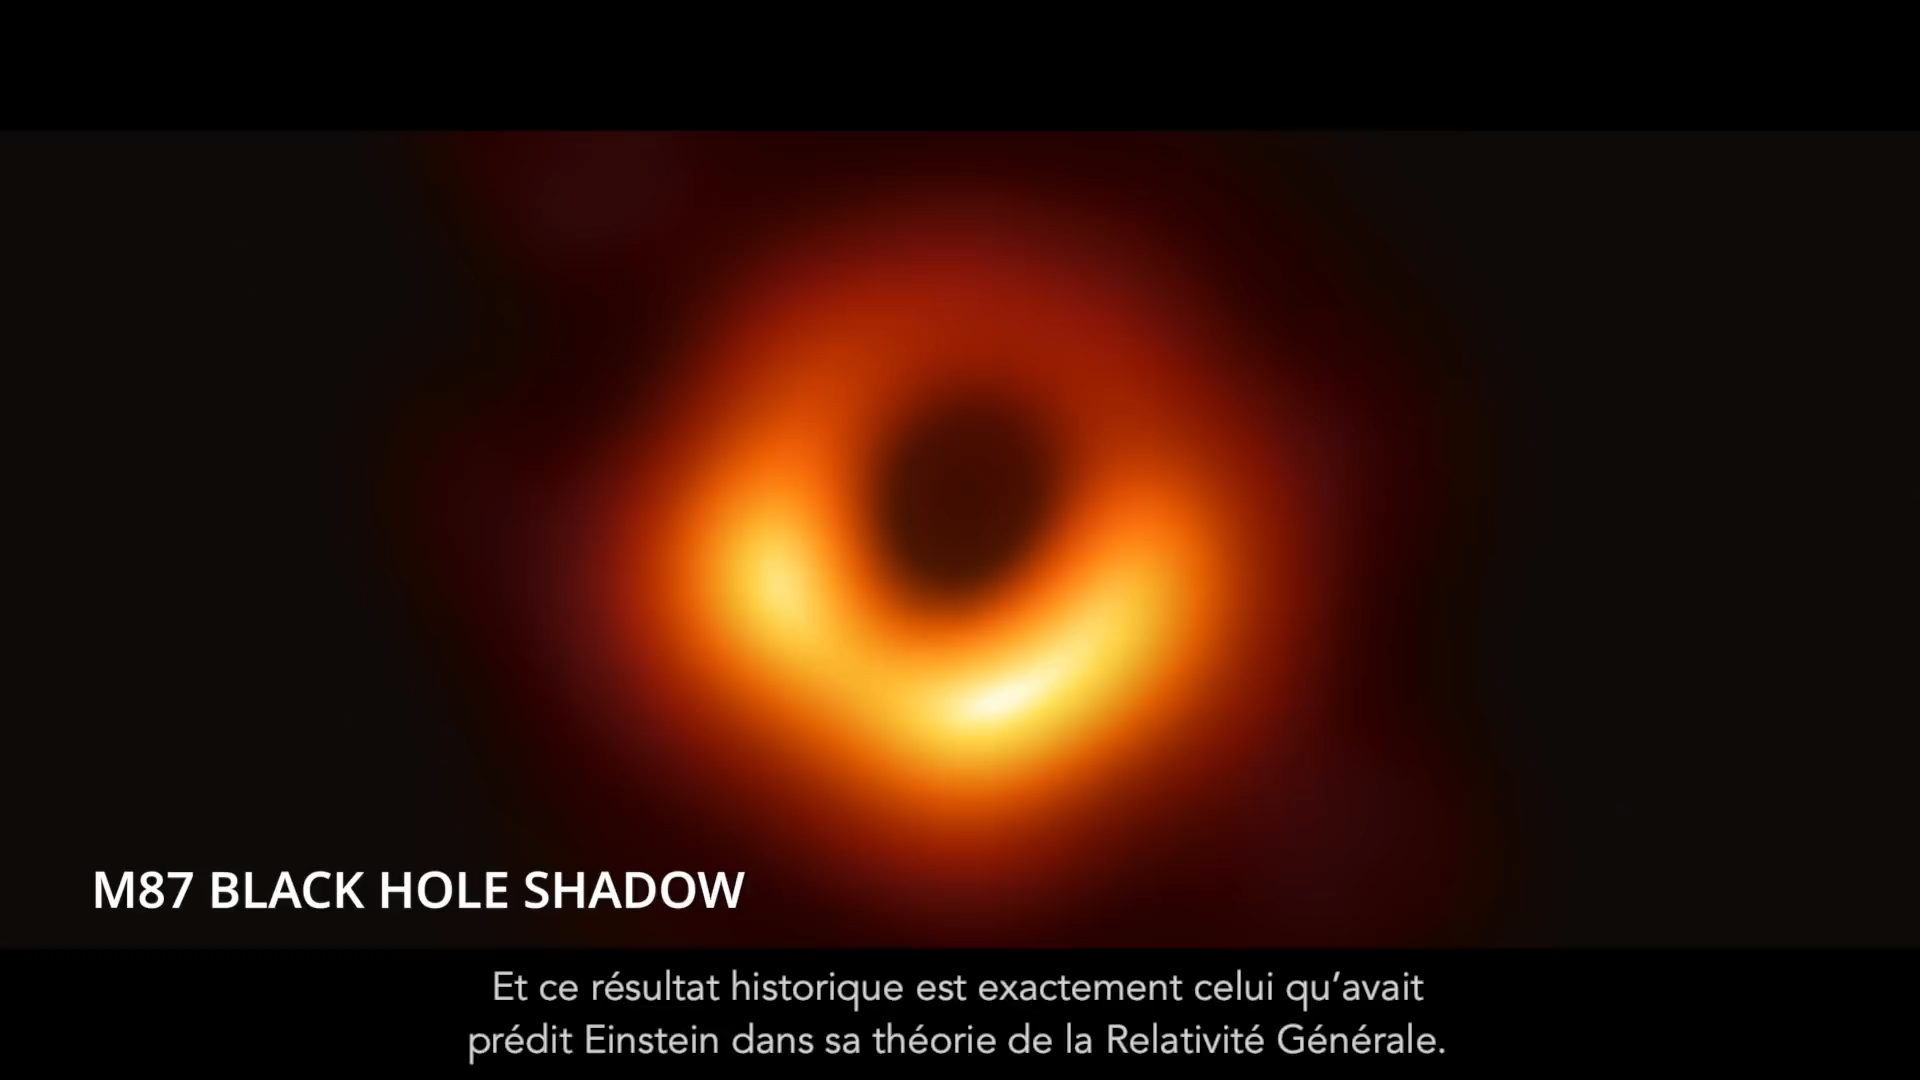 M87 BLACK HOLE SHADOW
Et ce résultat historique est exactement celui qu’avait
prédit Einstein dans sa théorie de la Relativité Générale.